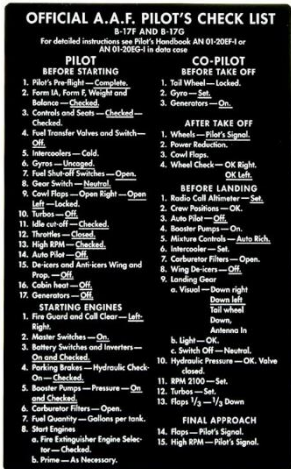 OFFICIAL A.A.F. PILOT'S CHECK LIST
B-17F AND B-17G
For detailed instructions see Pilot's Handbook AN 01-20EF-1 or
AN 01-20EG-1 in data case
PILOT
BEFORE STARTING
1. Pilot's Pre-flight — Complete.
2. Form IA, Form F, Weight and
Balance — Checked.
3. Controls and Seats — Checked —
Checked.
4. Fuel Transfer Valves and Switch —
Off.
5. Intercoolers — Cold.
6. Gyros — Uncaged.
7. Fuel Shut-off Switches — Open.
8. Gear Switch — Neutral.
9. Cowl Flaps — Open Right — Open
Left — Locked.
10. Turbos — Off.
11. Idle cut-off — Checked.
12. Throttles — Closed.
13. High RPM — Checked.
14. Auto Pilot — Off.
15. De-icers and Anti-icers Wing and
Prop. — Off.
16. Cabin heat — Off.
17. Generators — Off.
STARTING ENGINES
1. Fire Guard and Call Clear — Left-
Right.
2. Master Switches — On.
3. Battery Switches and Inverters —
On and Checked.
4. Parking Brakes — Hydraulic Check-
On — Checked.
5. Booster Pumps — Pressure — On
and Checked.
6. Carburetor Filters — Open.
7. Fuel Quantity — Gallons per tank.
8. Start Engines
a. Fire Extinguisher Engine Selec-
tor — Checked.
b. Prime — As Necessary.
CO-PILOT
BEFORE TAKE OFF
1. Tail Wheel — Locked.
2. Gyro — Set.
3. Generators — On.
AFTER TAKE OFF
1. Wheels — Pilot's Signal.
2. Power Reduction.
3. Cowl Flaps.
4. Wheel Check — OK Right.
OK Left.
BEFORE LANDING
1. Radio Call Altimeter — Set.
2. Crew Positions — OK.
3. Auto Pilot — Off.
4. Booster Pumps — On.
5. Mixture Controls — Auto Rich.
6. Intercooler — Set.
7. Carburetor Filters — Open.
8. Wing De-icers — Off.
9. Landing Gear
a. Visual — Down right
Down left
Tail wheel
Down,
Antenna In
b. Light — OK.
c. Switch Off — Neutral.
10. Hydraulic Pressure — OK. Valve
closed.
11. RPM 2100 — Set.
12. Turbos — Set.
13. Flaps 1/3 — 1/3 Down
FINAL APPROACH
14. Flaps — Pilot's Signal.
15. High RPM — Pilot's Signal.